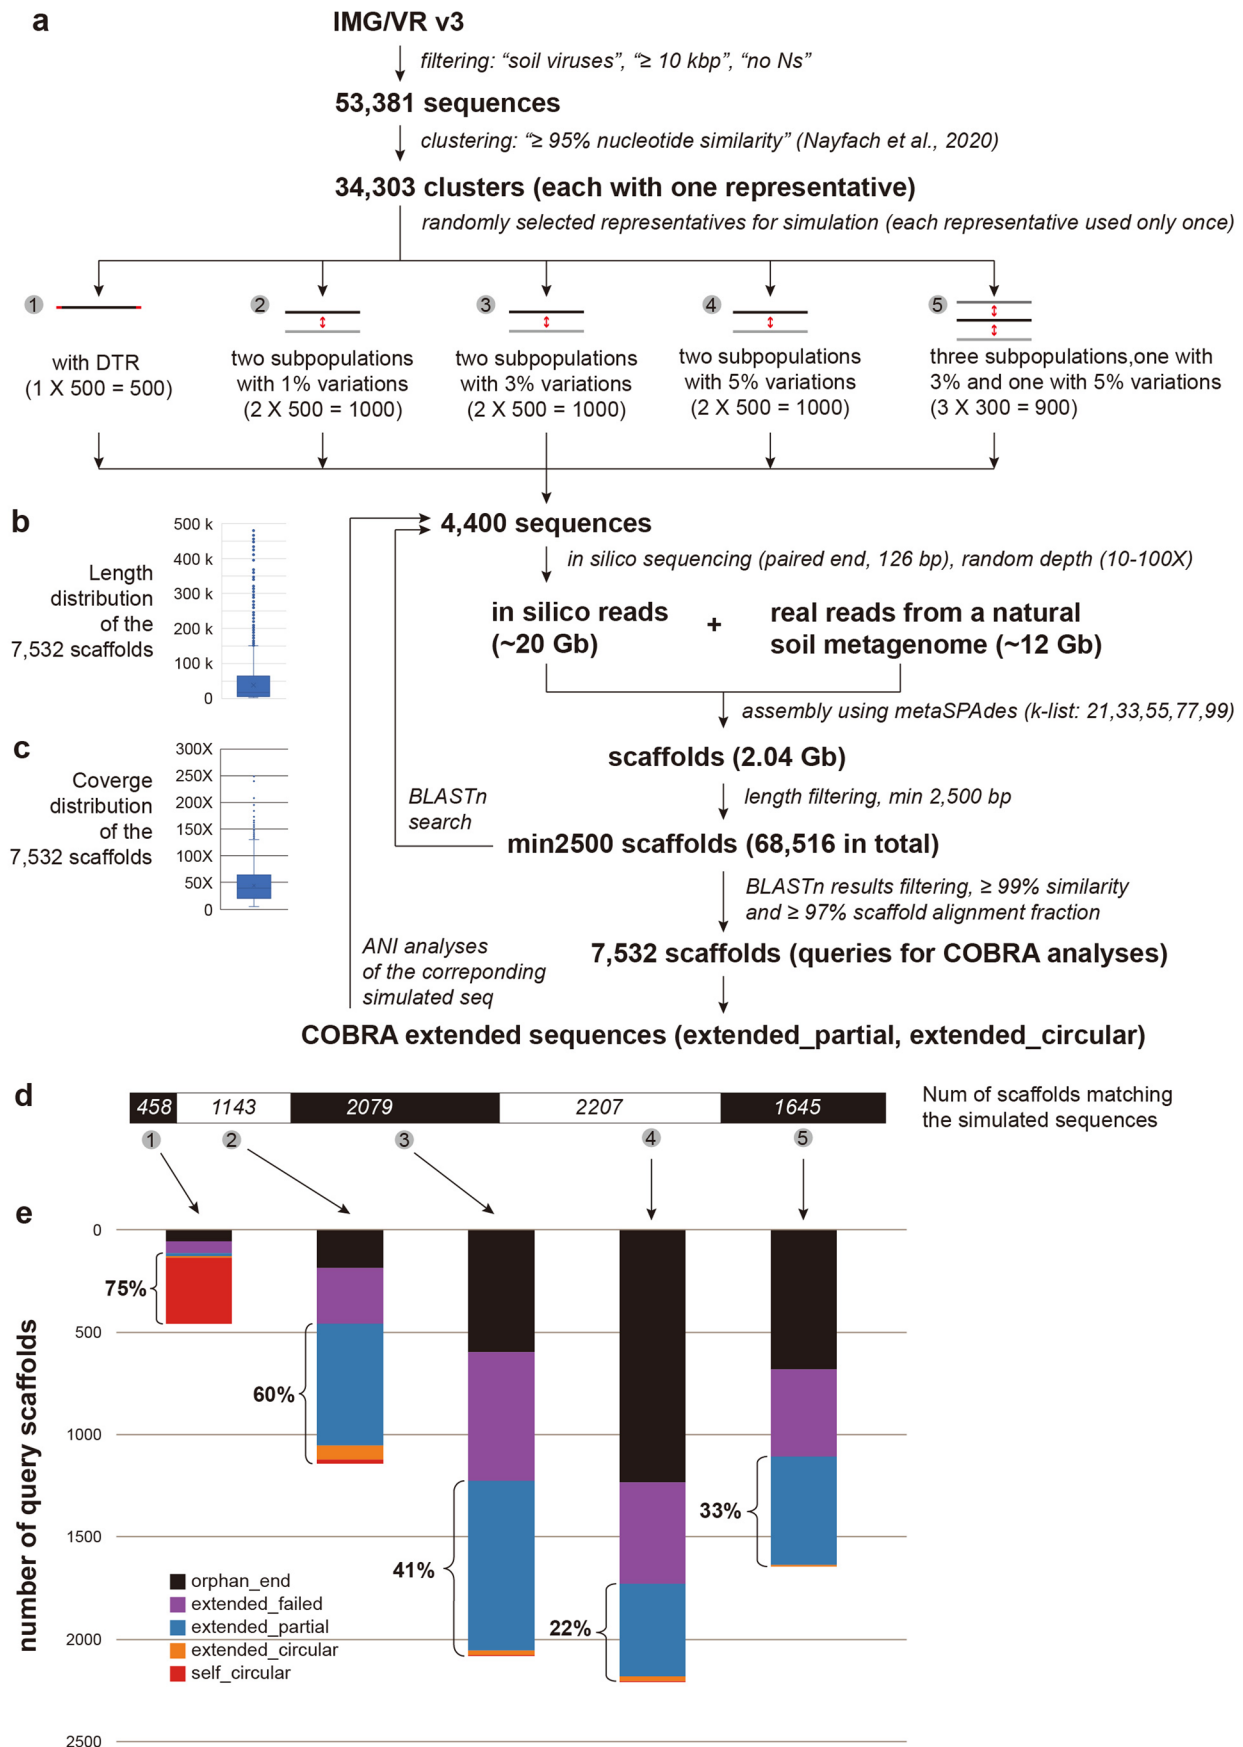 a
IMG/VR v3
filtering: “soil viruses”, “≥ 10 kbp”, “no Ns”
53,381 sequences
clustering: “≥ 95% nucleotide similarity” (Nayfach et al., 2020)
34,303 clusters (each with one representative)
randomly selected representatives for simulation (each representative used only once)
1
with DTR
(1 X 500 = 500)
2
two subpopulations
with 1% variations
(2 X 500 = 1000)
3
two subpopulations
with 3% variations
(2 X 500 = 1000)
4
two subpopulations
with 5% variations
(2 X 500 = 1000)
5
three subpopulations,one with
3% and one with 5% variations
(3 X 300 = 900)
4,400 sequences
in silico sequencing (paired end, 126 bp), random depth (10-100X)
in silico reads
(~20 Gb)
+
real reads from a natural
soil metagenome (~12 Gb)
assembly using metaSPAdes (k-list: 21,33,55,77,99)
scaffolds (2.04 Gb)
length filtering, min 2,500 bp
BLASTn
search
min2500 scaffolds (68,516 in total)
BLASTn results filtering, ≥ 99% similarity
and ≥ 97% scaffold alignment fraction
7,532 scaffolds (queries for COBRA analyses)
ANI analyses
of the correponding
simulated seq
COBRA extended sequences (extended_partial, extended_circular)
b
Length
distribution
of the
7,532 scaffolds
500 k
400 k
300 k
200 k
100 k
0
c
Coverge
distribution
of the
7,532 scaffolds
300X
250X
200X
150X
100X
50X
0
d
458
1143
2079
2207
1645
Num of scaffolds matching
the simulated sequences
1
2
3
4
5
e
number of query scaffolds
0
500
1000
1500
2000
2500
75%
60%
41%
22%
33%
orphan_end
extended_failed
extended_partial
extended_circular
self_circular